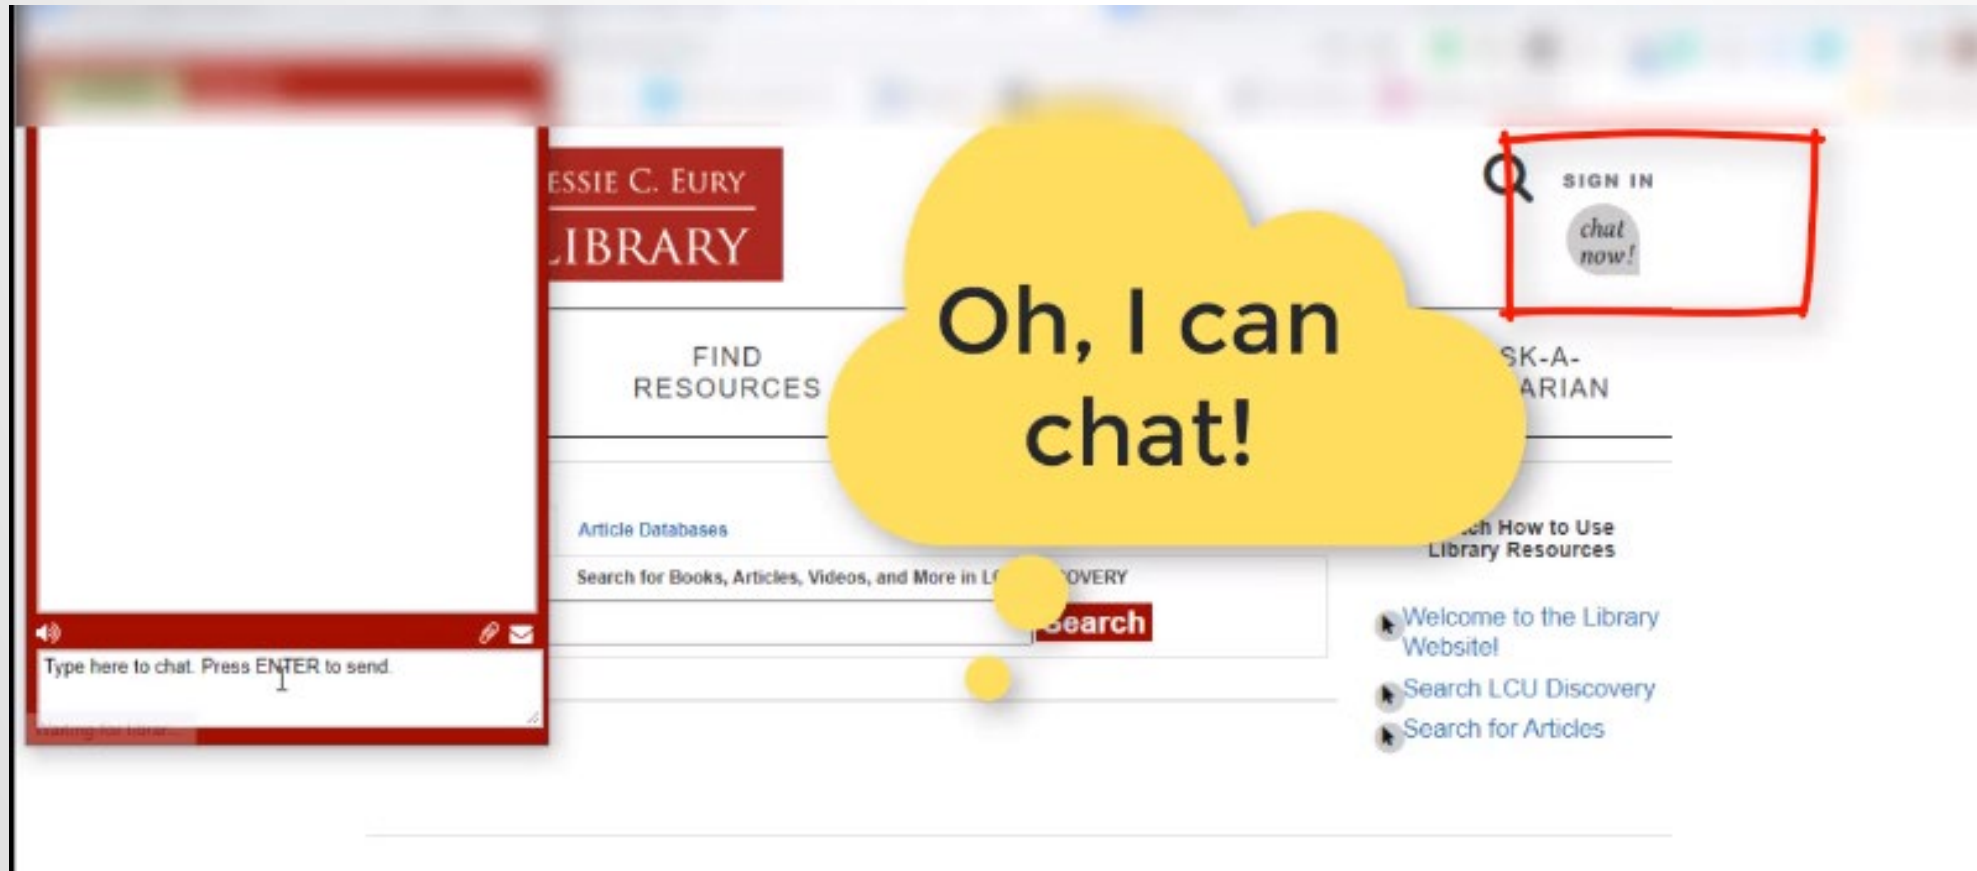 ESSIE C. EURY
LIBRARY
SIGN IN
chat
now!
Oh, I can
chat!
FIND
RESOURCES
SK-A-
ARIAN
Article Databases
Search for Books, Articles, Videos, and More in L OVERY
Search
ch How to Use
Library Resources
Welcome to the Library
Website!
Search LCU Discovery
Search for Articles
Type here to chat. Press ENTER to send.